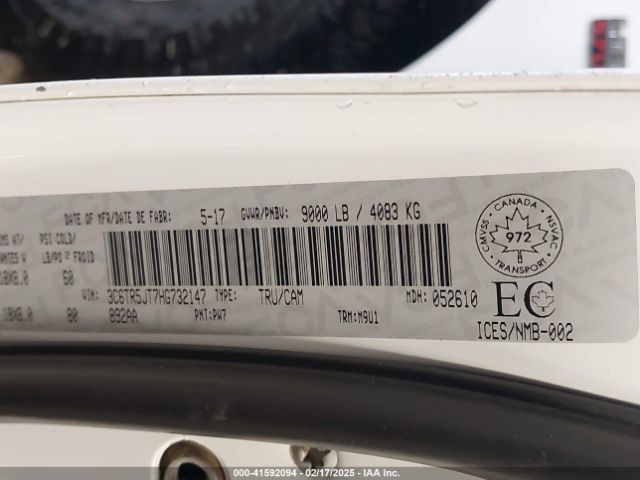 DATE OF MFR/DATE DE FABR: 5-17 GVWR/PNBV: 9000 LB / 4083 KG
PSI COLD/
LB/PO² FROID
60
VIN: 3C6TR5JT7HG732147 TYPE: TRU/CAM MDH: 052610
80 892AA PNT:PW7 TRM:M9U1
CANADA
CMVSS NSVAC
972
TRANSPORT
EC
ICES/NMB-002
00-41592094 - 02/17/2025 - IAA Inc.